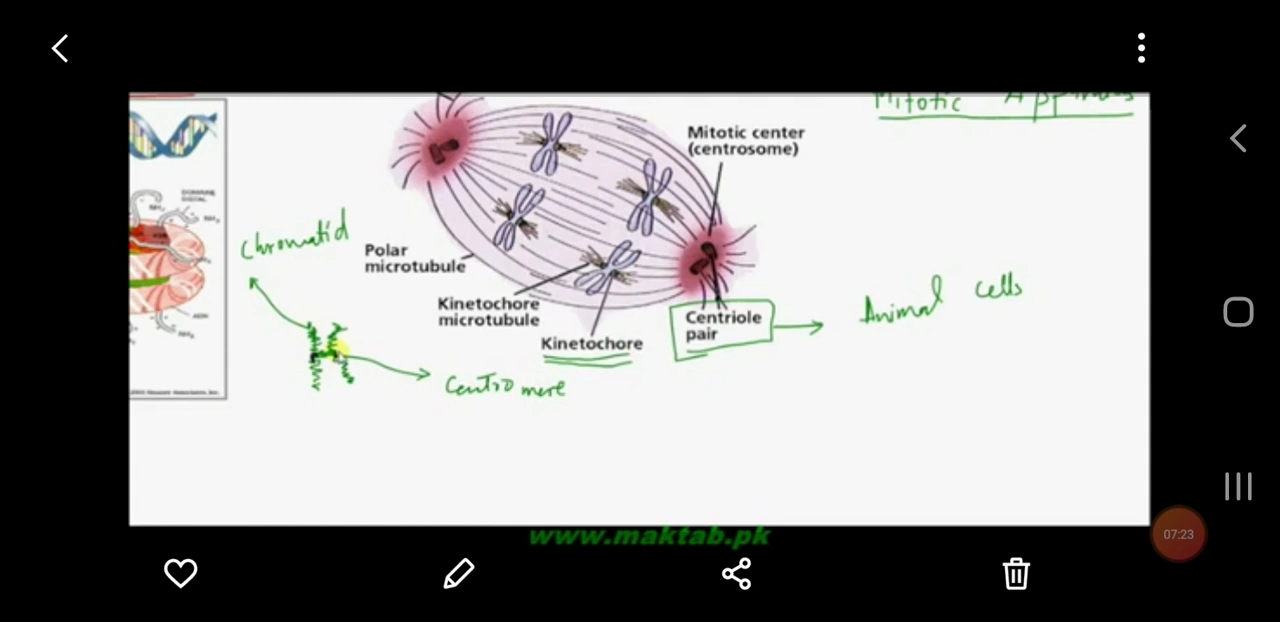 Mitotic
Mitotic center
(centrosome)
Chromatid
Polar
microtubule
Kinetochore
microtubule
Kinetochore
Centriole
pair
Animal cells
Centromere
www.maktab.pk
07:23